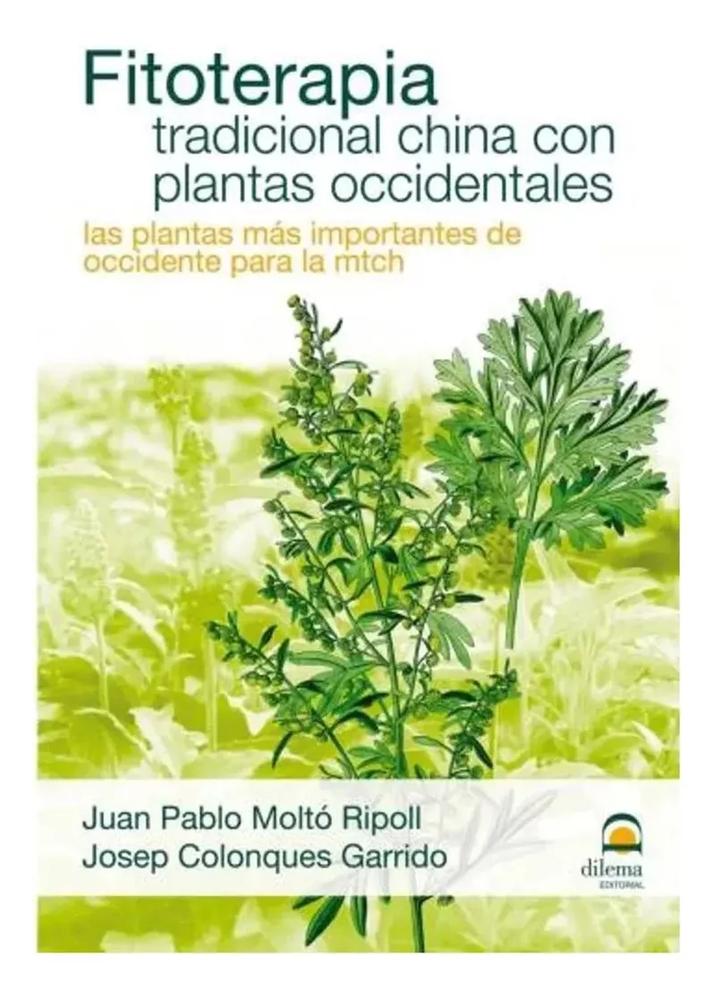 Fitoterapia
tradicional china con
plantas occidentales
las plantas más importantes de
occidente para la mtch
Juan Pablo Moltó Ripoll
Josep Colonques Garrido
dilema
EDITORIAL